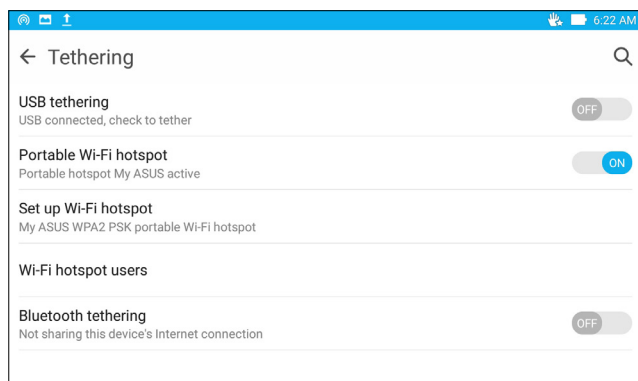 6:22 AM
Tethering
USB tethering
OFF
USB connected, check to tether
Portable Wi-Fi hotspot
ON
Portable hotspot My ASUS active
Set up Wi-Fi hotspot
My ASUS WPA2 PSK portable Wi-Fi hotspot
Wi-Fi hotspot users
Bluetooth tethering
OFF
Not sharing this device's Internet connection